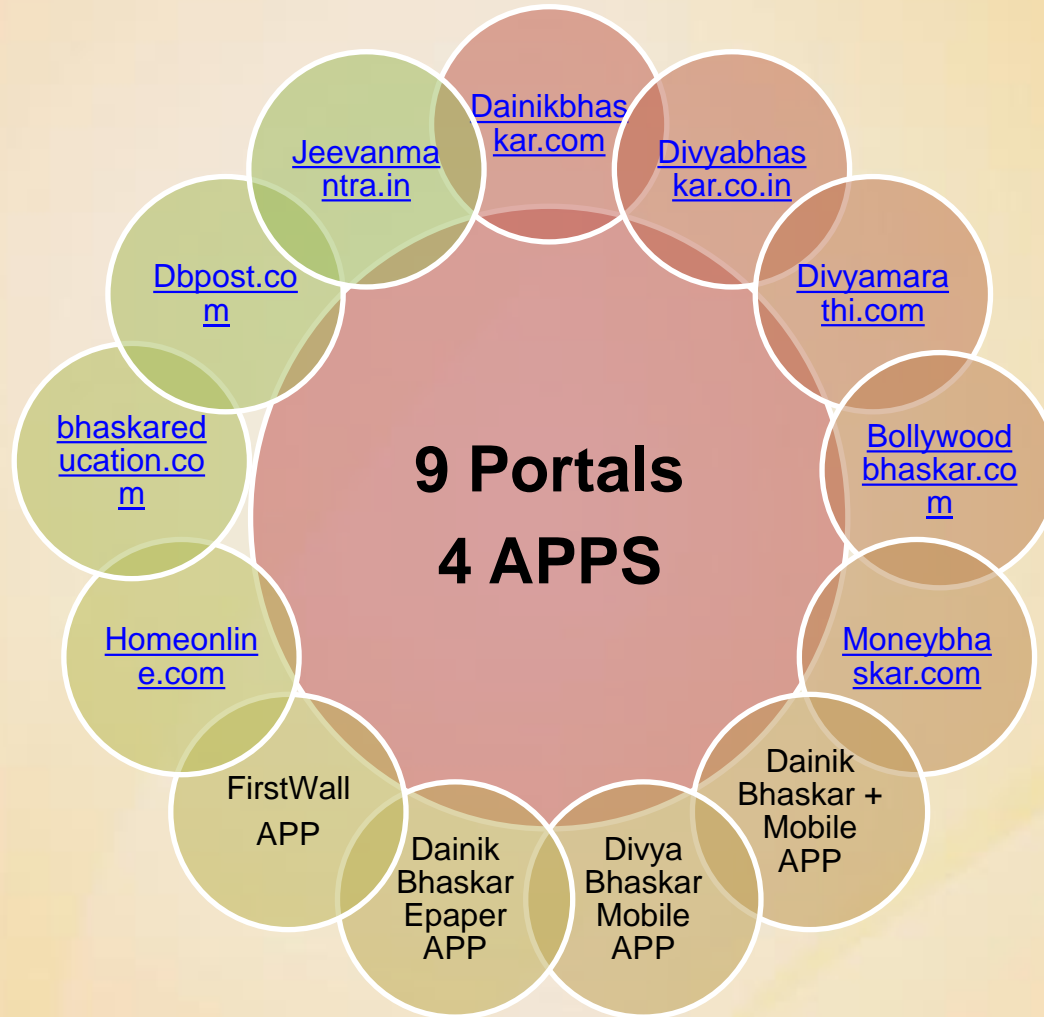 Dainikbhas
kar.com
Divyabhas
kar.co.in
Divyamara
thi.com
Bollywood
bhaskar.co
m
Moneybha
skar.com
Dainik
Bhaskar +
Mobile
APP
Divya
Bhaskar
Mobile
APP
Dainik
Bhaskar
Epaper
APP
FirstWall
APP
Homeonlin
e.com
bhaskared
ucation.co
m
Dbpost.co
m
Jeevanma
ntra.in
9 Portals
4 APPS